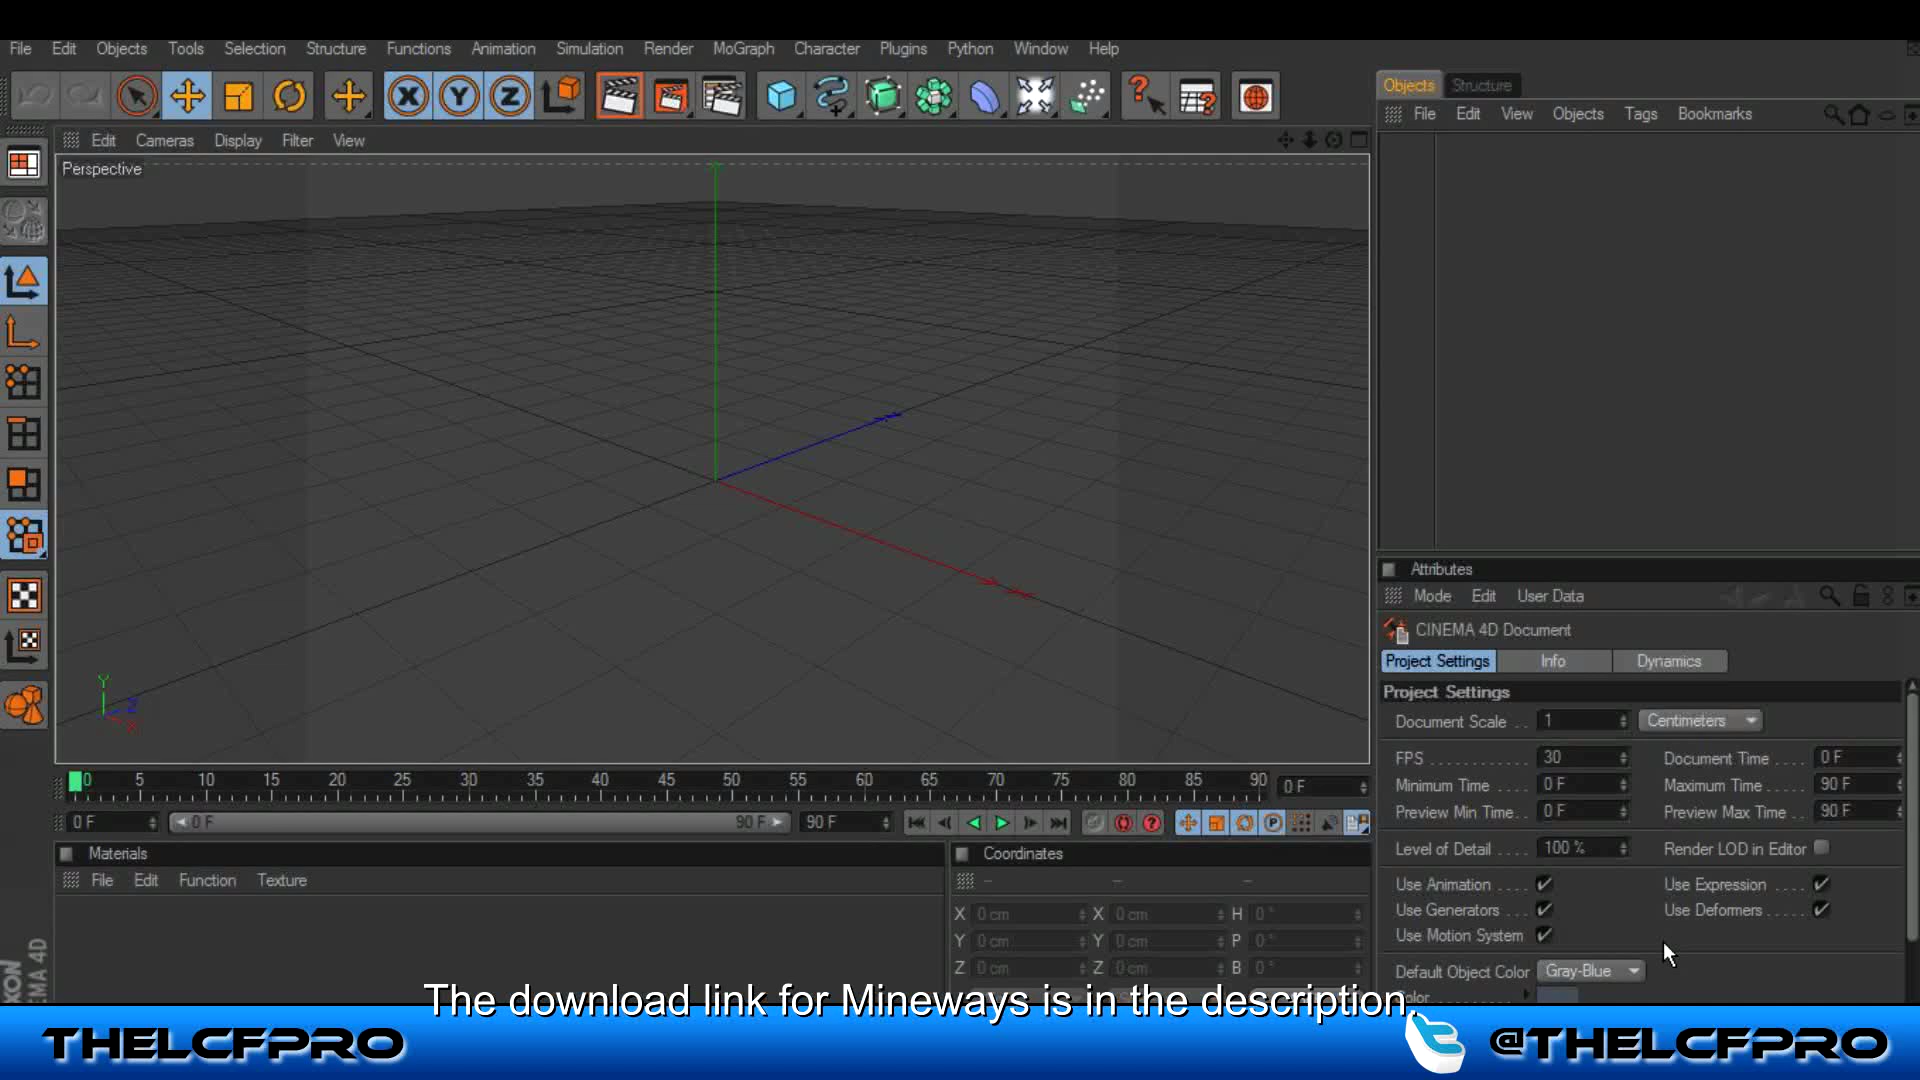 File Edit Objects Tools Selection Structure Functions Animation Simulation Render MoGraph Character Plugins Python Window Help
X Y Z
Objects Structure
File Edit View Objects Tags Bookmarks
Edit Cameras Display Filter View
Perspective
Y
Z
X
Attributes
Mode Edit User Data
CINEMA 4D Document
Project Settings Info Dynamics
Project Settings
Document Scale . . 1 Centimeters
FPS . . . . . . . . . . . 30 Document Time . . . . 0 F
Minimum Time . . . 0 F Maximum Time . . . . . 90 F
Preview Min Time . . 0 F Preview Max Time . . 90 F
Level of Detail . . . . 100 % Render LOD in Editor
Use Animation . . . . Use Expression . . . .
Use Generators . . . Use Deformers . . . . .
Use Motion System
Default Object Color Gray-Blue
Color
0 5 10 15 20 25 30 35 40 45 50 55 60 65 70 75 80 85 90 0 F
0 F 0 F 90 F 90 F
Materials
File Edit Function Texture
Coordinates
X 0 cm X 0 cm H 0 °
Y 0 cm Y 0 cm P 0 °
Z 0 cm Z 0 cm B 0 °
The download link for Mineways is in the description.
THELCFPRO
@THELCFPRO